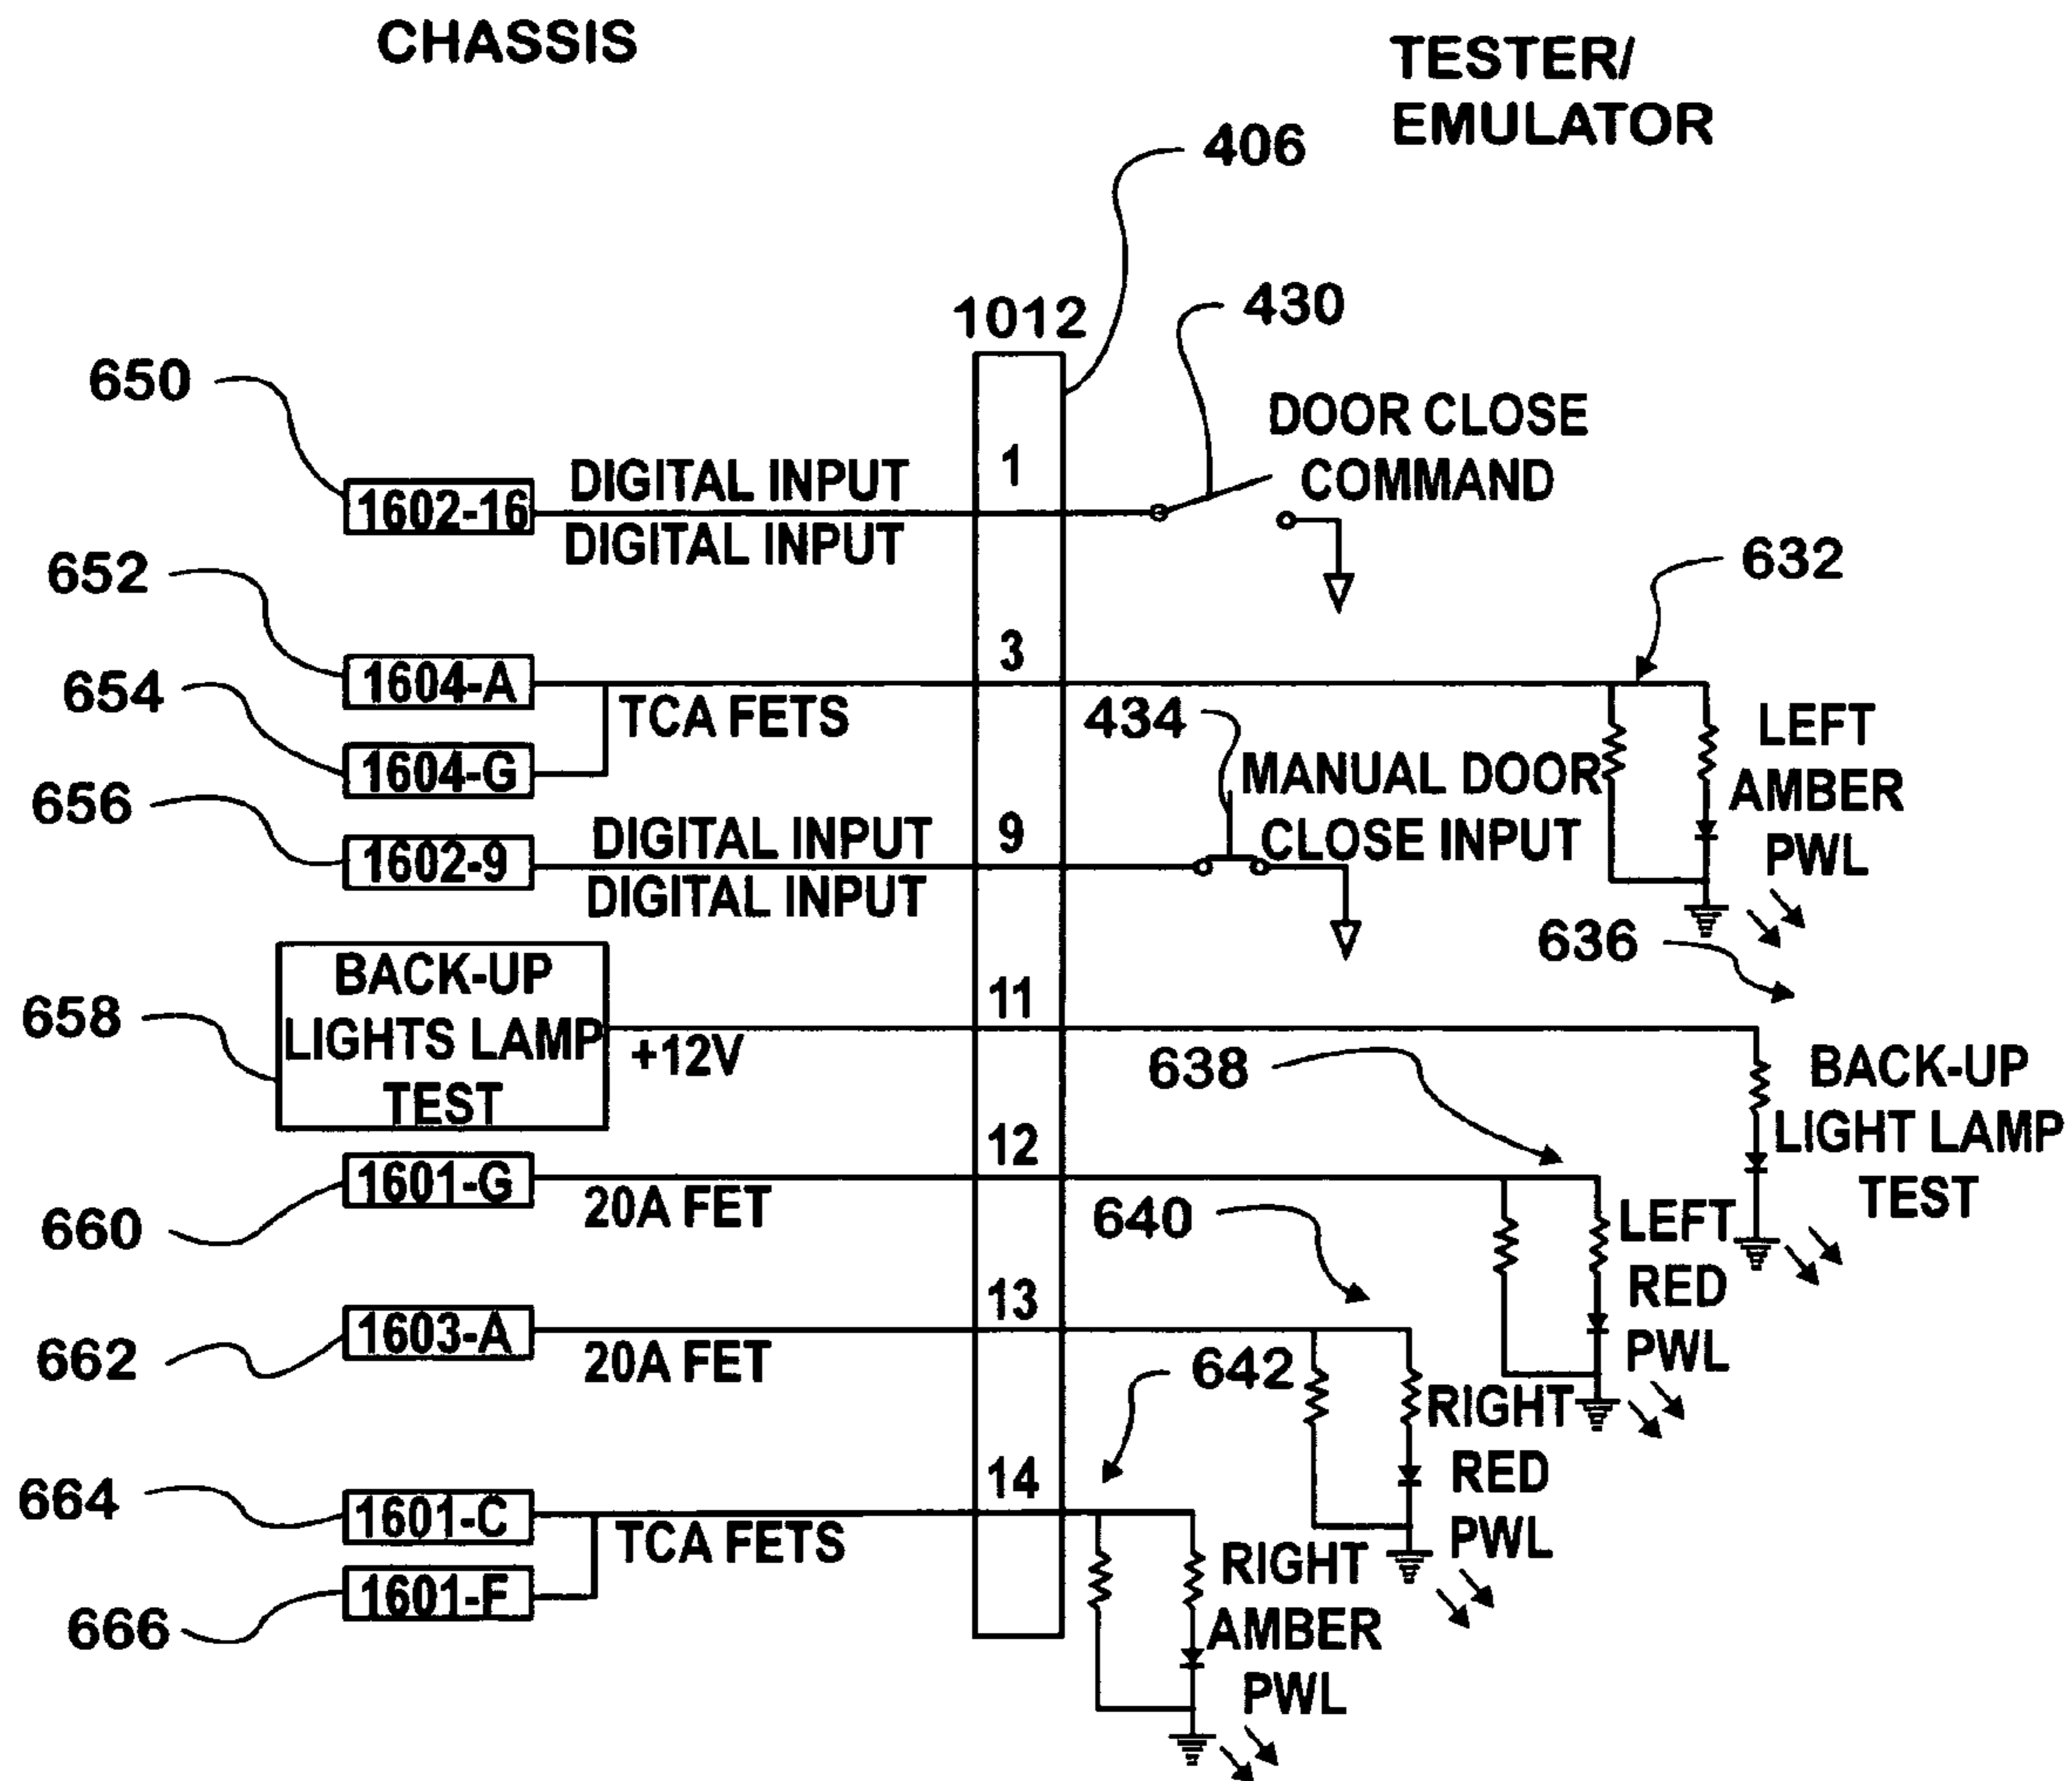 CHASSIS
TESTER/
EMULATOR
406
1012
430
650
DOOR CLOSE
COMMAND
1
1602-16
DIGITAL INPUT
DIGITAL INPUT
652
632
3
654
1604-A
TCA FETS
1604-G
434
LEFT
AMBER
PWL
MANUAL DOOR
CLOSE INPUT
656
1602-9
DIGITAL INPUT
DIGITAL INPUT
9
636
658
BACK-UP
LIGHTS LAMP
TEST
+12V
11
638
BACK-UP
LIGHT LAMP
TEST
12
660
1601-G
20A FET
640
LEFT
RED
PWL
13
662
1603-A
20A FET
642
RIGHT
RED
PWL
14
664
1601-C
TCA FETS
1601-F
666
RIGHT
AMBER
PWL